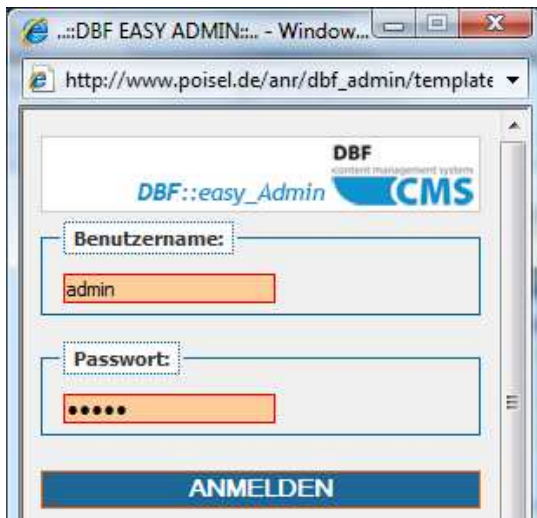 ..::DBF EASY ADMIN::.. - Window...
http://www.poisel.de/anr/dbf_admin/template
DBF
content management system
DBF::easy_Admin CMS
Benutzername:
admin
Passwort:
•••••
ANMELDEN